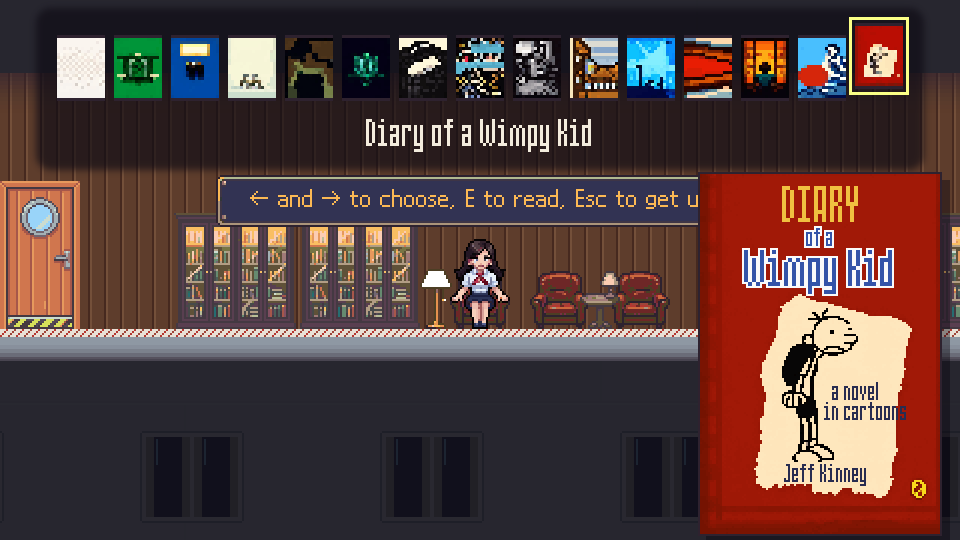 Diary of a Wimpy Kid
← and → to choose, E to read, Esc to get u
DIARY
of a
Wimpy Kid
a novel
in cartoons
Jeff Kinney